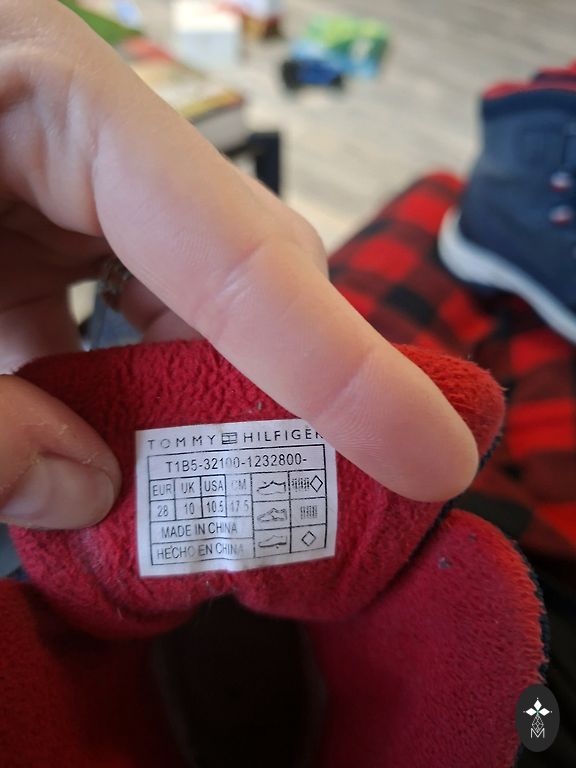 TOMMY HILFIGER
T1B5-32100-1232800-
EUR UK USA CM
28 10 10.5 17.5
MADE IN CHINA
HECHO EN CHINA
M